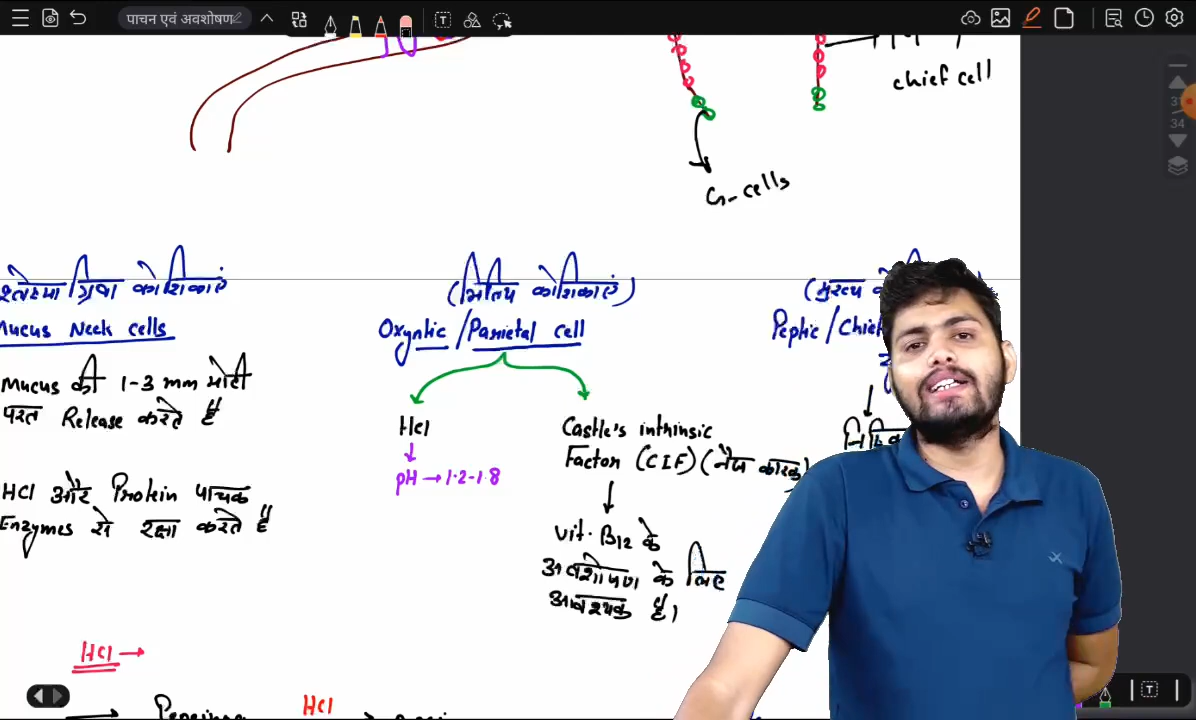 पाचन एवं अवशोषण
chief cell
G-cells
श्लेष्मा ग्रीवा कोशिकाएं
(भित्तिय कोशिकाएं)
Mucus Neck cells
Oxyntic / Parietal cell
Peptic / Chief
Mucus की 1-3 mm मोटी
परत Release करते हैं
HCl
pH → 1.2-1.8
Castle's intrinsic
Factor (CIF) (कैसल कारक)
HCl और Protein पाचक
Enzymes से रक्षा करते हैं
Vit. B12 के
अवशोषण के लिए
आवश्यक है।
HCl →
HCl
34